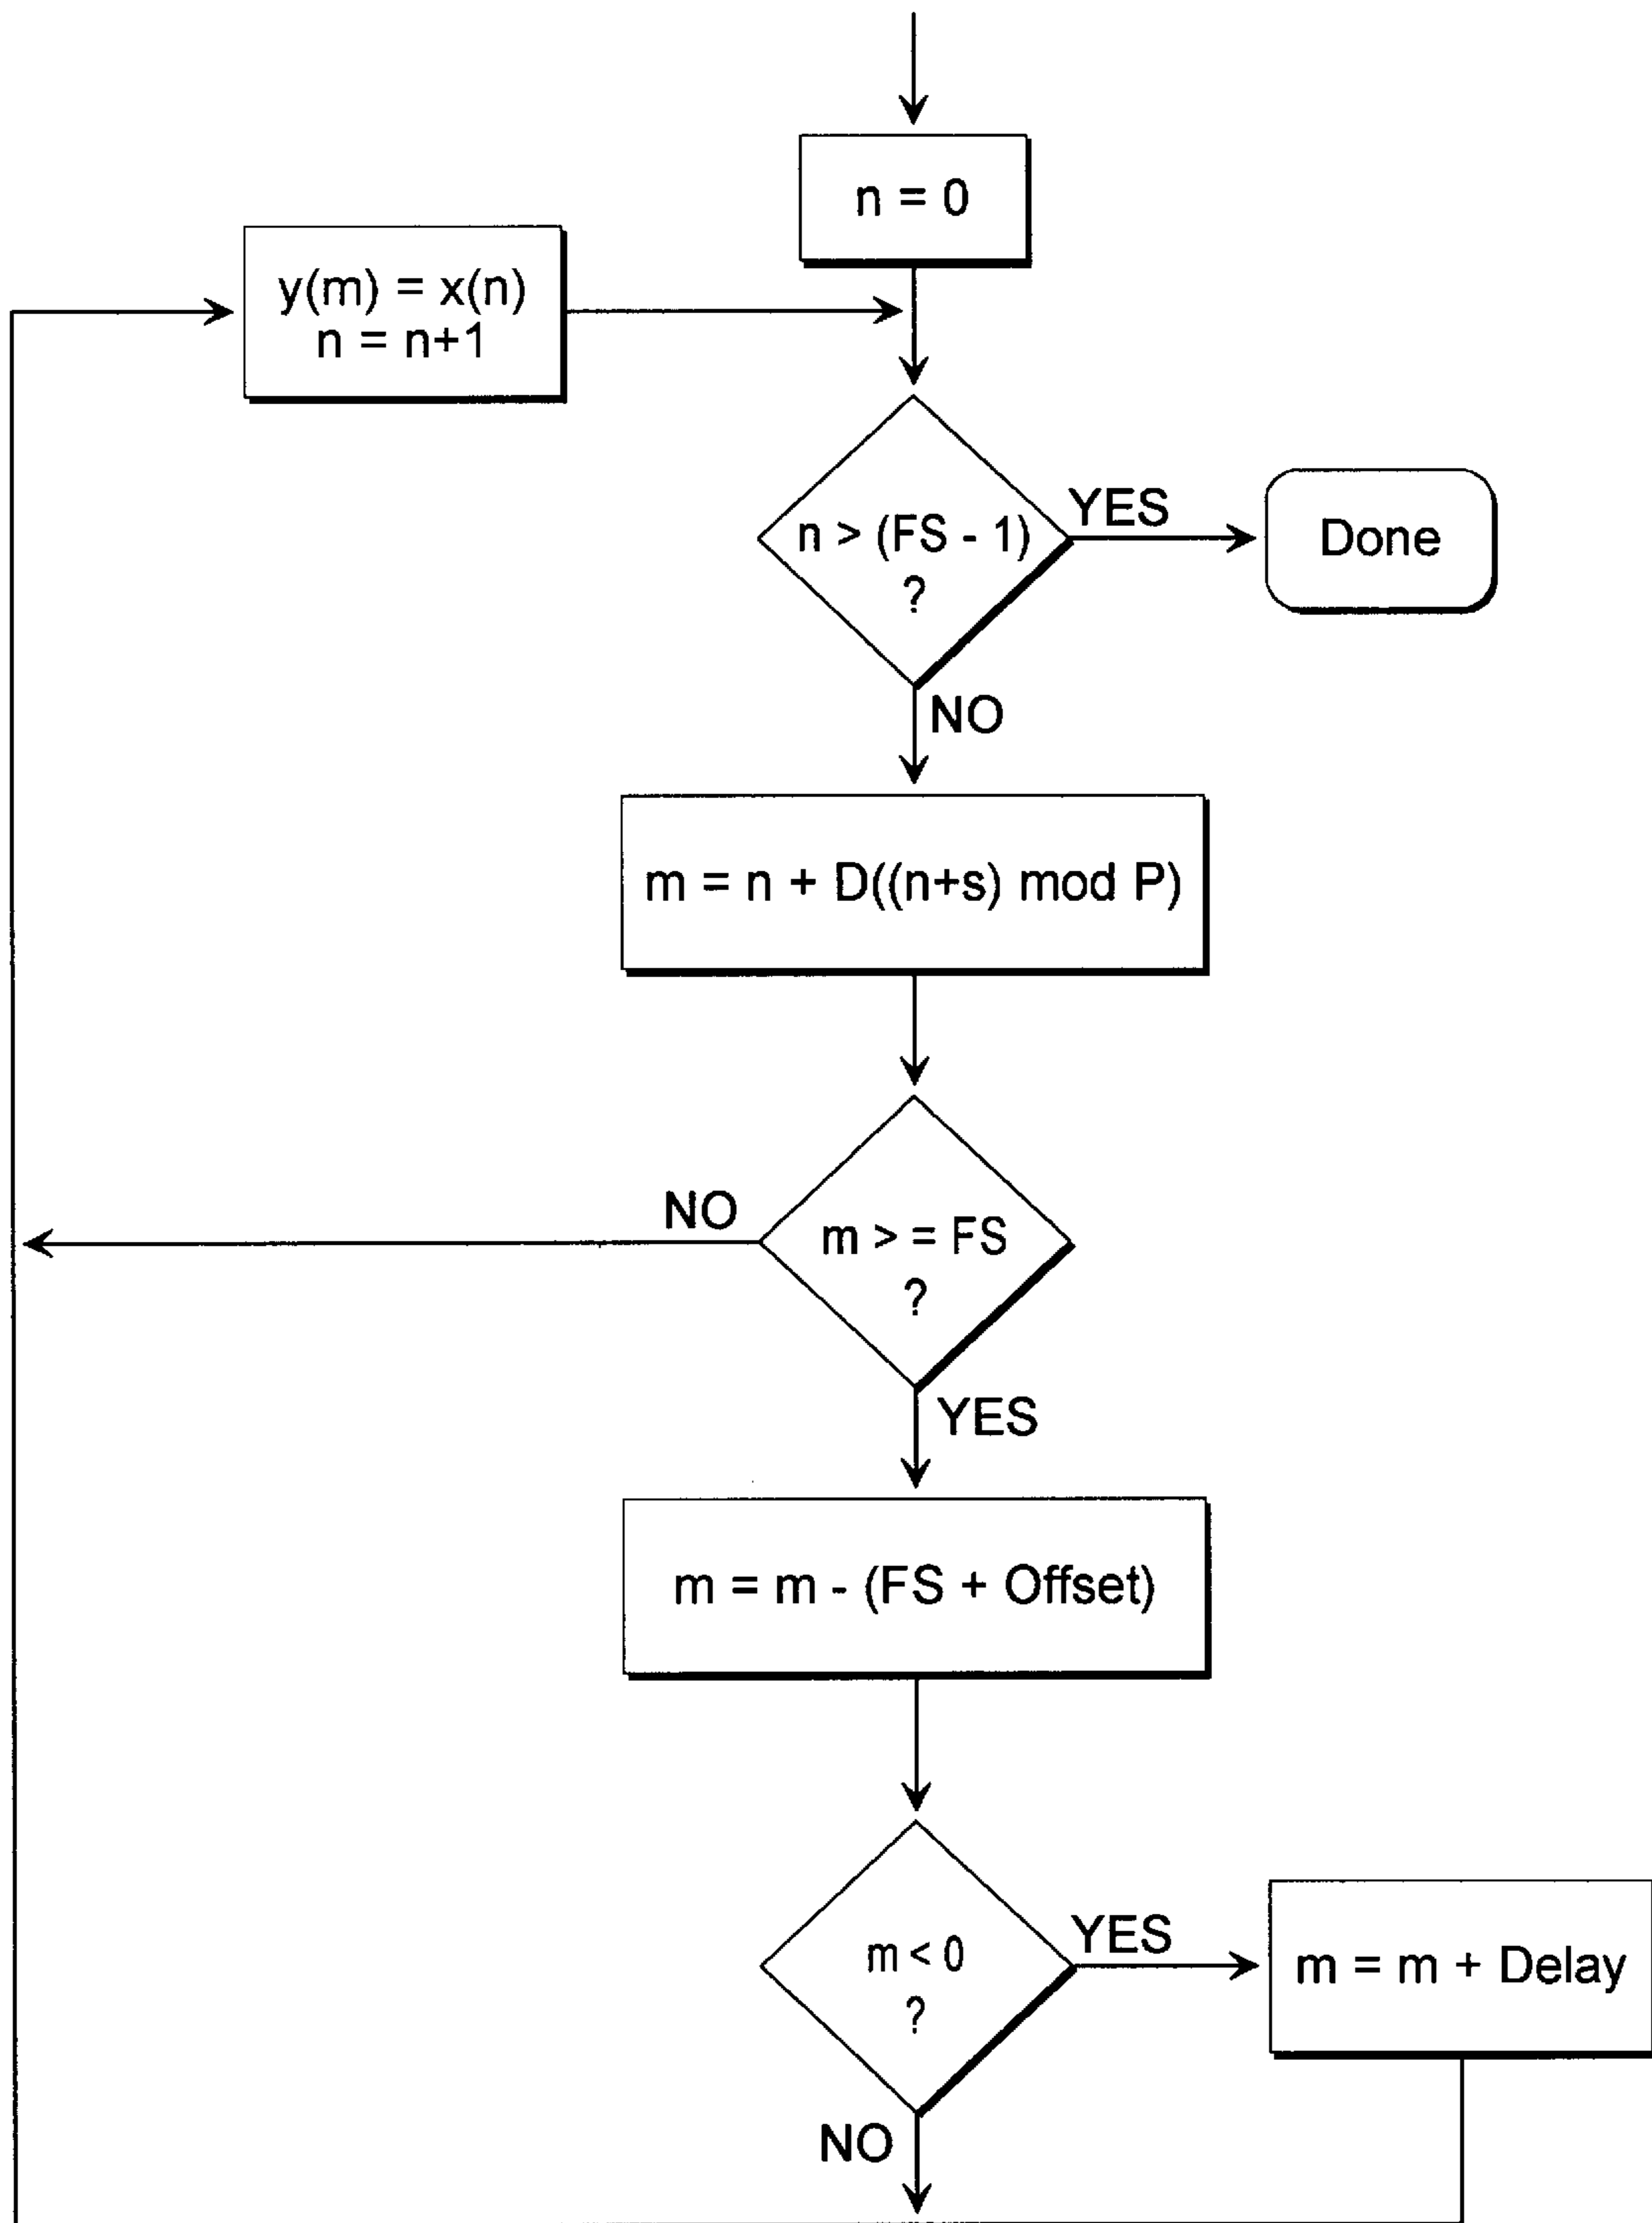 n = 0
y(m) = x(n)
n = n+1
n > (FS - 1)
?
YES
Done
NO
m = n + D((n+s) mod P)
NO
m > = FS
?
YES
m = m - (FS + Offset)
m < 0
?
YES
m = m + Delay
NO